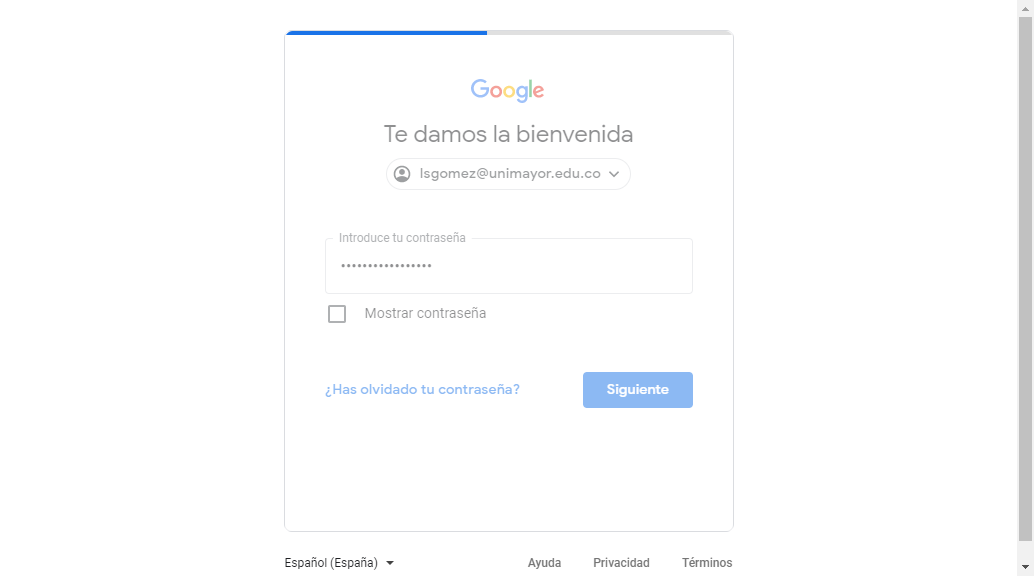 Google
Te damos la bienvenida
lsgomez@unimayor.edu.co
Introduce tu contraseña
•••••••••••••••••
Mostrar contraseña
¿Has olvidado tu contraseña?
Siguiente
Español (España)
Ayuda
Privacidad
Términos